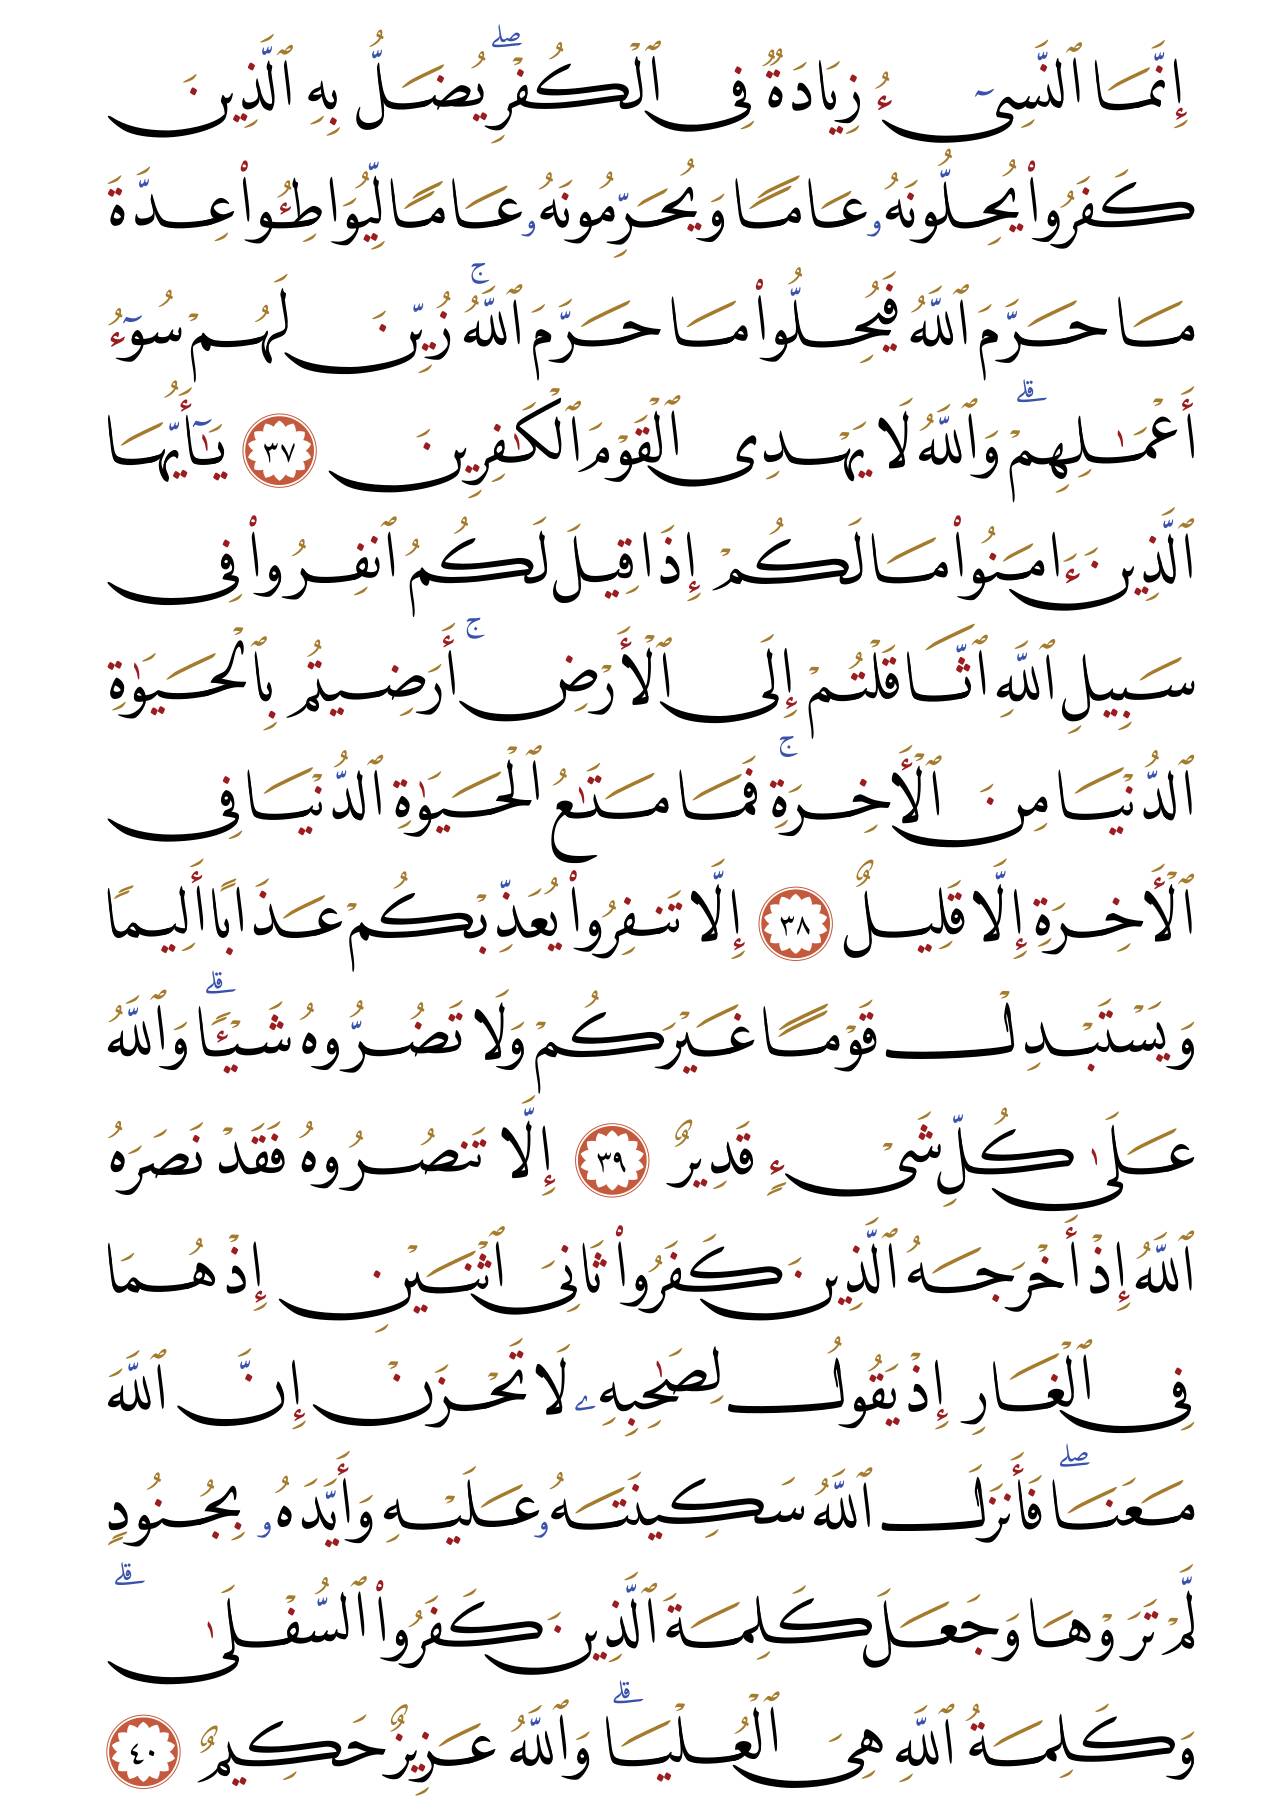 إِنَّمَا ٱلنَّسِىٓءُ زِيَادَةٌ فِى ٱلْكُفْرِ ۖ يُضَلُّ بِهِ ٱلَّذِينَ
كَفَرُوا۟ يُحِلُّونَهُۥ عَامًا وَيُحَرِّمُونَهُۥ عَامًا لِّيُوَاطِـُٔوا۟ عِدَّةَ
مَا حَرَّمَ ٱللَّهُ فَيُحِلُّوا۟ مَا حَرَّمَ ٱللَّهُ ۚ زُيِّنَ لَهُمْ سُوٓءُ
أَعْمَـٰلِهِمْ ۗ وَٱللَّهُ لَا يَهْدِى ٱلْقَوْمَ ٱلْكَـٰفِرِينَ ٣٧ يَـٰٓأَيُّهَا
ٱلَّذِينَ ءَامَنُوا۟ مَا لَكُمْ إِذَا قِيلَ لَكُمُ ٱنفِرُوا۟ فِى
سَبِيلِ ٱللَّهِ ٱثَّاقَلْتُمْ إِلَى ٱلْأَرْضِ ۚ أَرَضِيتُم بِٱلْحَيَوٰةِ
ٱلدُّنْيَا مِنَ ٱلْـَٔاخِرَةِ ۚ فَمَا مَتَـٰعُ ٱلْحَيَوٰةِ ٱلدُّنْيَا فِى
ٱلْـَٔاخِرَةِ إِلَّا قَلِيلٌ ٣٨ إِلَّا تَنفِرُوا۟ يُعَذِّبْكُمْ عَذَابًا أَلِيمًا
وَيَسْتَبْدِلْ قَوْمًا غَيْرَكُمْ وَلَا تَضُرُّوهُ شَيْـًٔا ۗ وَٱللَّهُ
عَلَىٰ كُلِّ شَىْءٍ قَدِيرٌ ٣٩ إِلَّا تَنصُرُوهُ فَقَدْ نَصَرَهُ
ٱللَّهُ إِذْ أَخْرَجَهُ ٱلَّذِينَ كَفَرُوا۟ ثَانِىَ ٱثْنَيْنِ إِذْ هُمَا
فِى ٱلْغَارِ إِذْ يَقُولُ لِصَـٰحِبِهِۦ لَا تَحْزَنْ إِنَّ ٱللَّهَ
مَعَنَا ۖ فَأَنزَلَ ٱللَّهُ سَكِينَتَهُۥ عَلَيْهِ وَأَيَّدَهُۥ بِجُنُودٍ
لَّمْ تَرَوْهَا وَجَعَلَ كَلِمَةَ ٱلَّذِينَ كَفَرُوا۟ ٱلسُّفْلَىٰ ۗ
وَكَلِمَةُ ٱللَّهِ هِىَ ٱلْعُلْيَا ۗ وَٱللَّهُ عَزِيزٌ حَكِيمٌ ٤٠